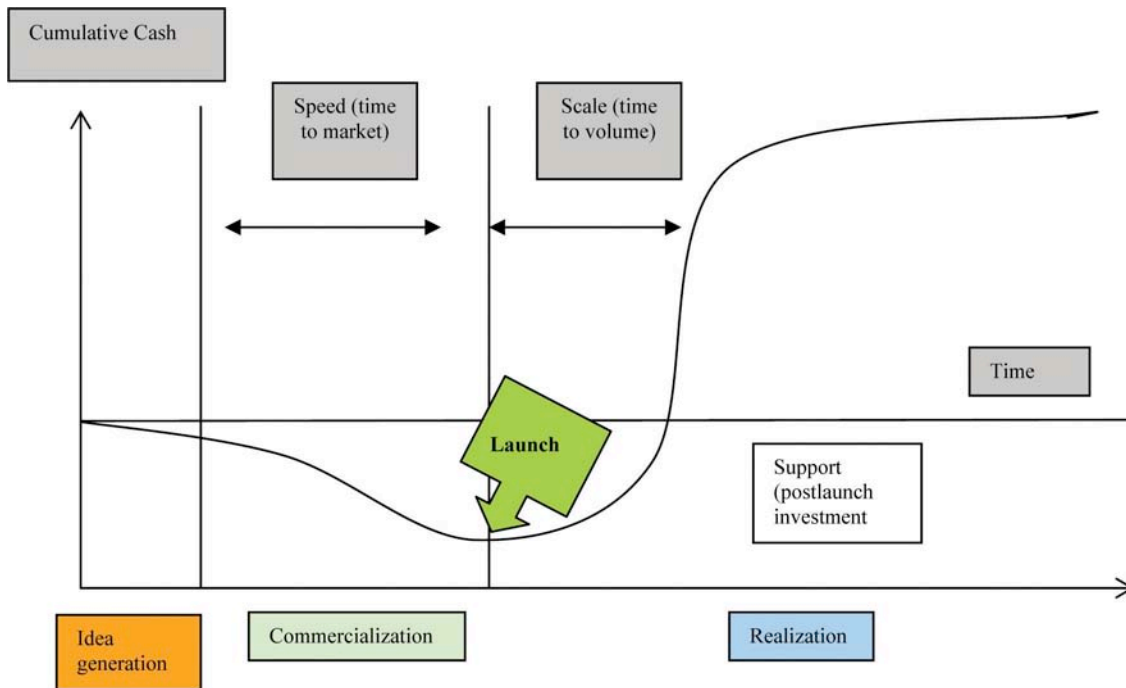 Cumulative Cash
Speed (time
to market)
Scale (time
to volume)
Time
Launch
Support
(postlaunch
investment
Idea
generation
Commercialization
Realization